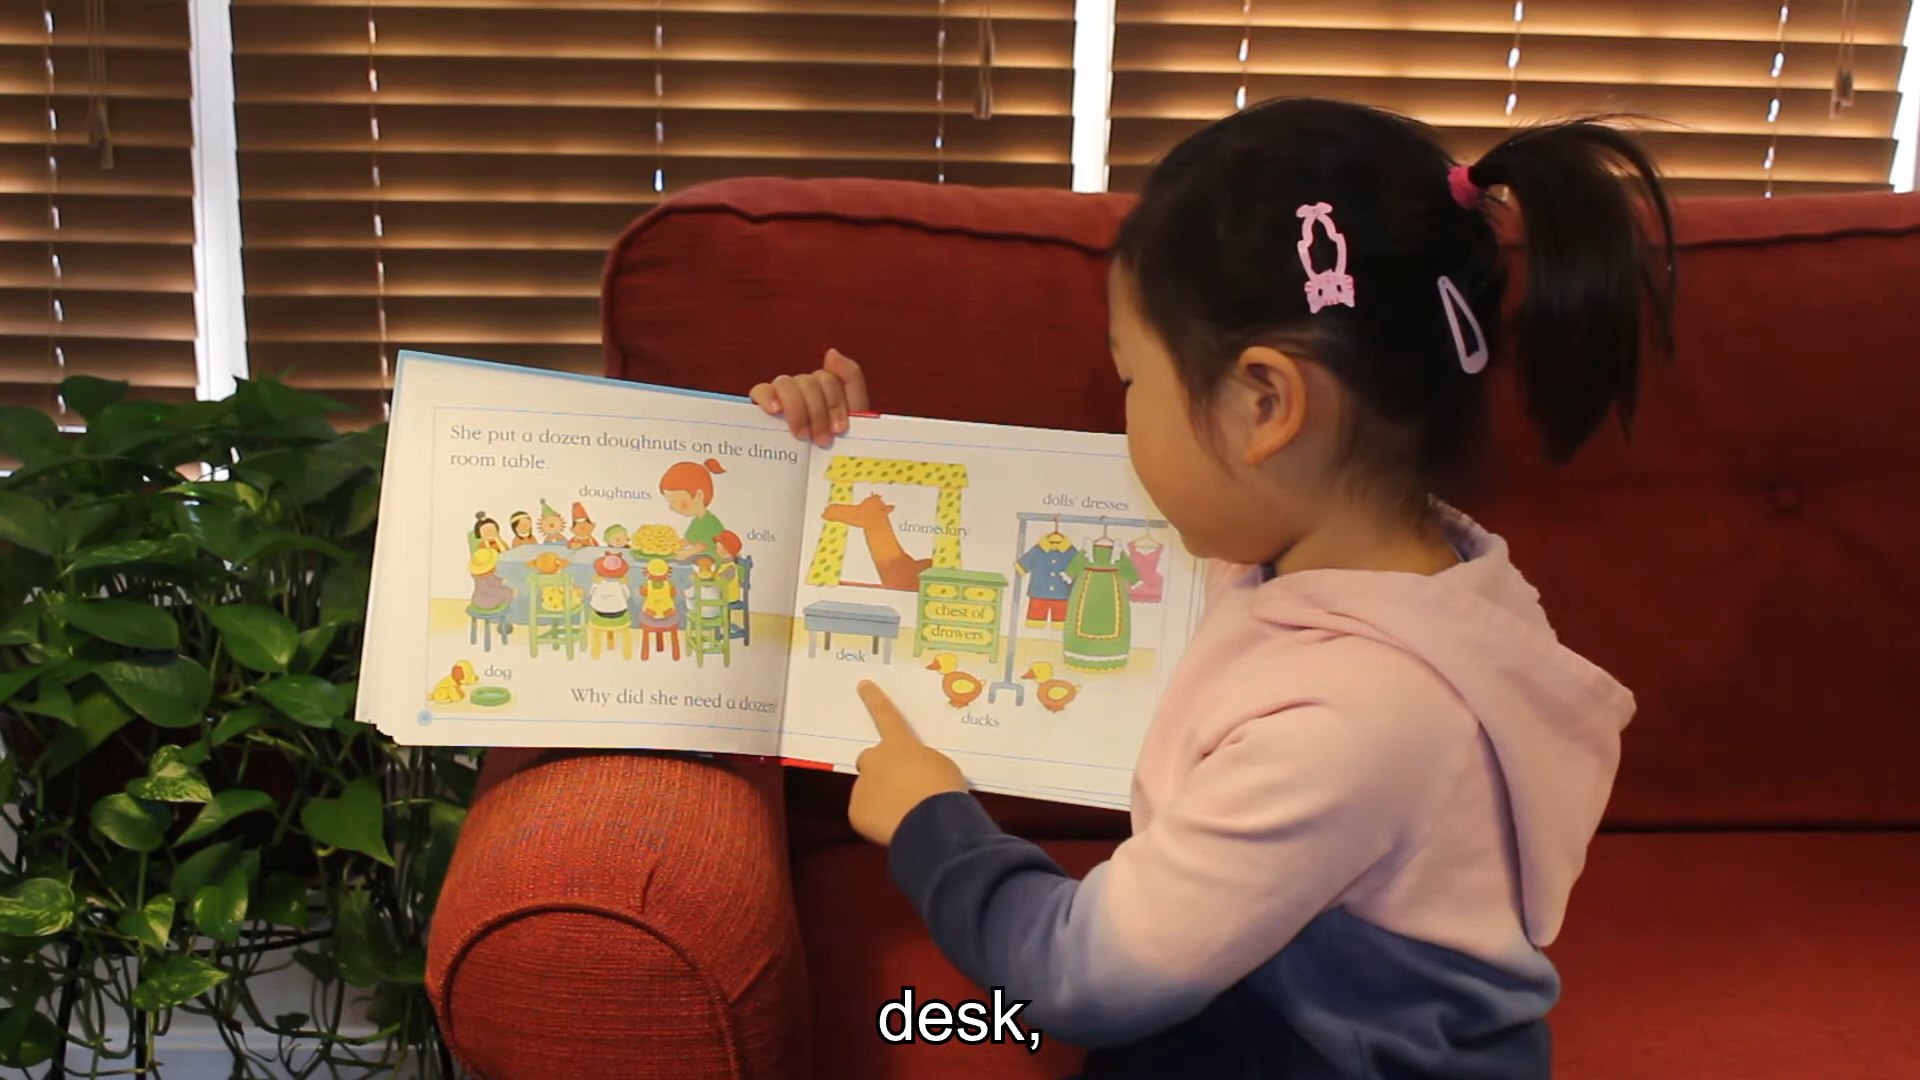 She put a dozen doughnuts on the dining
room table.
doughnuts
dolls
dog
Why did she need a dozen?
dromedary
dolls' dresses
chest of
drawers
desk
ducks
desk,